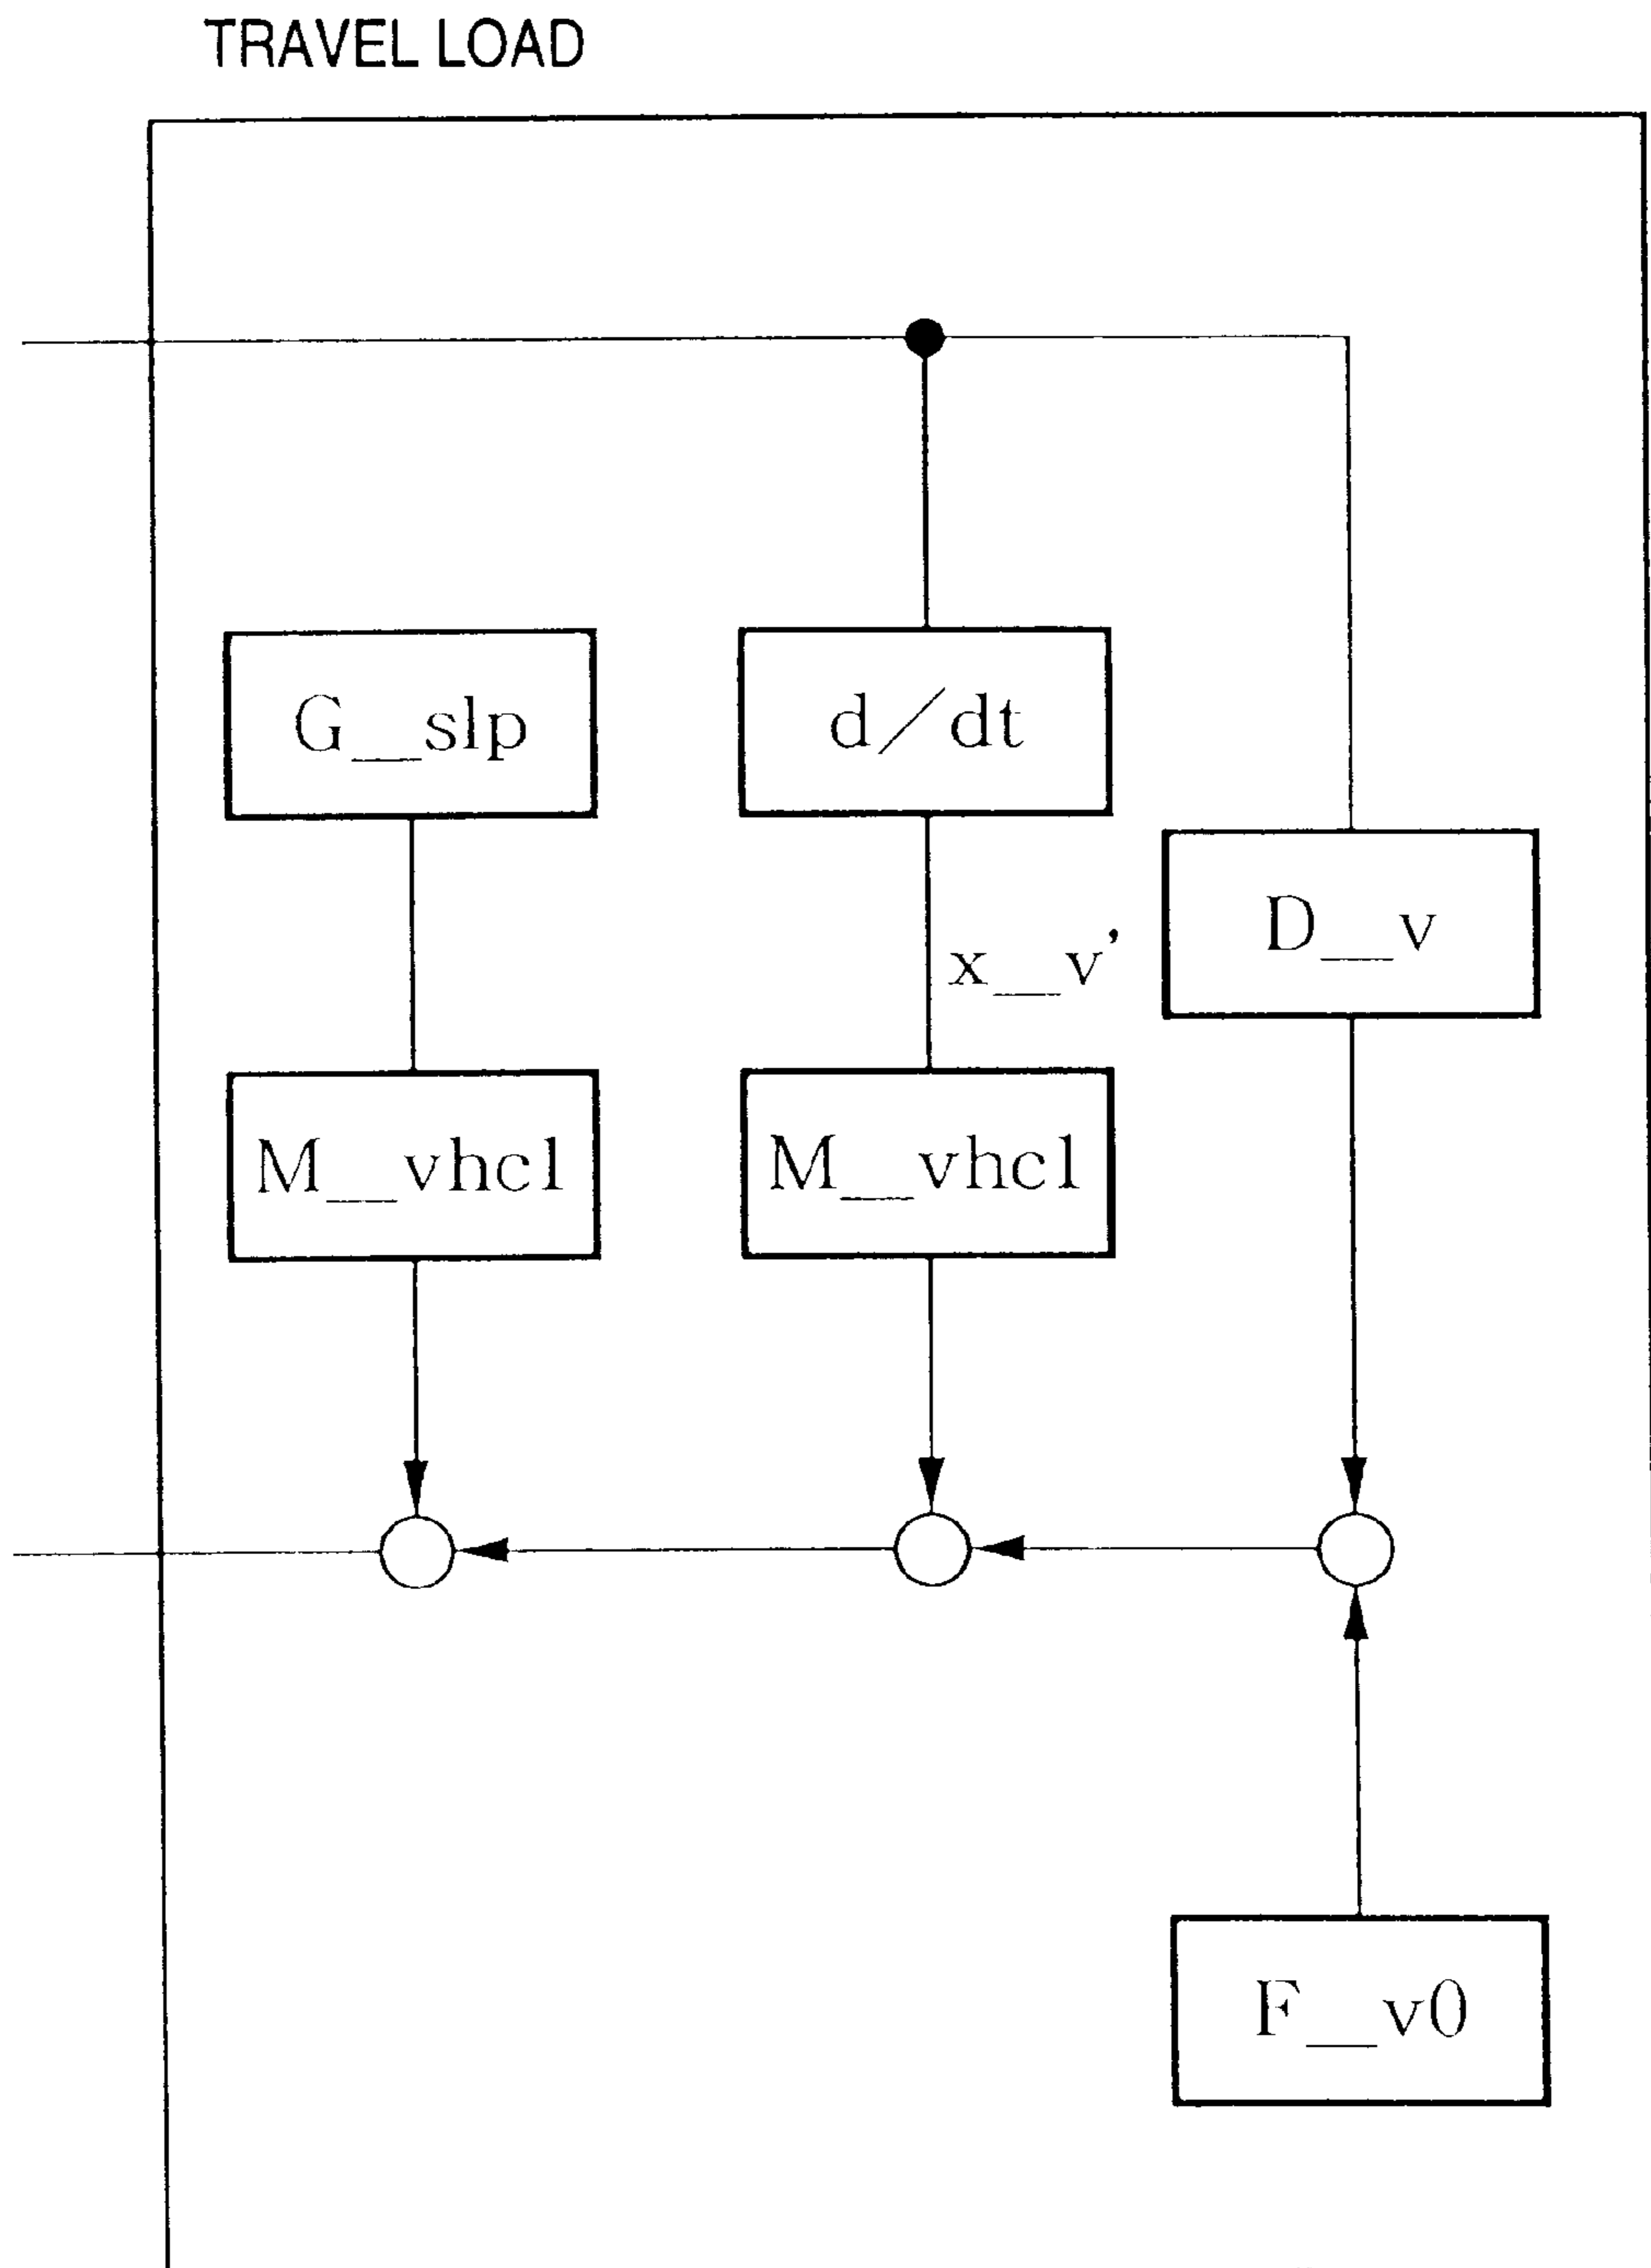 TRAVEL LOAD
G__slp
d/dt
D__v
x__v'
M__vhcl
M__vhcl
F__v0